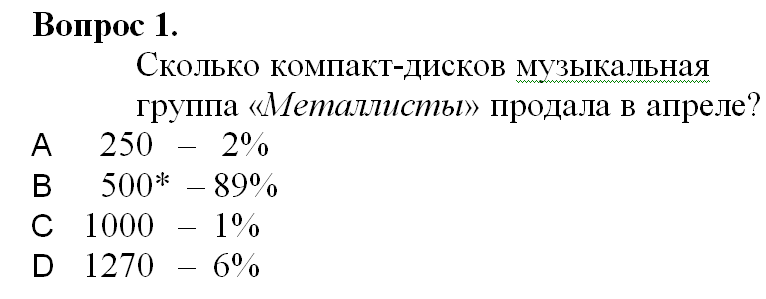 Вопрос 1.
Сколько компакт-дисков музыкальная
группа «Металлисты» продала в апреле?
A 250 – 2%
B 500* – 89%
C 1000 – 1%
D 1270 – 6%